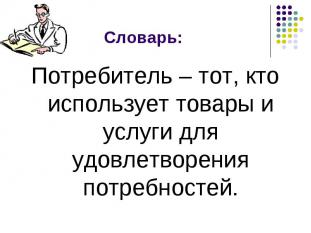 Словарь:
Потребитель – тот, кто
использует товары и
услуги для
удовлетворения
потребностей.